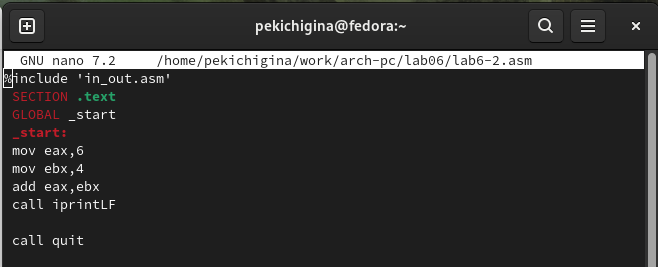 pekichigina@fedora:~
GNU nano 7.2 /home/pekichigina/work/arch-pc/lab06/lab6-2.asm
%include 'in_out.asm'
SECTION .text
GLOBAL _start
_start:
mov eax,6
mov ebx,4
add eax,ebx
call iprintLF
call quit